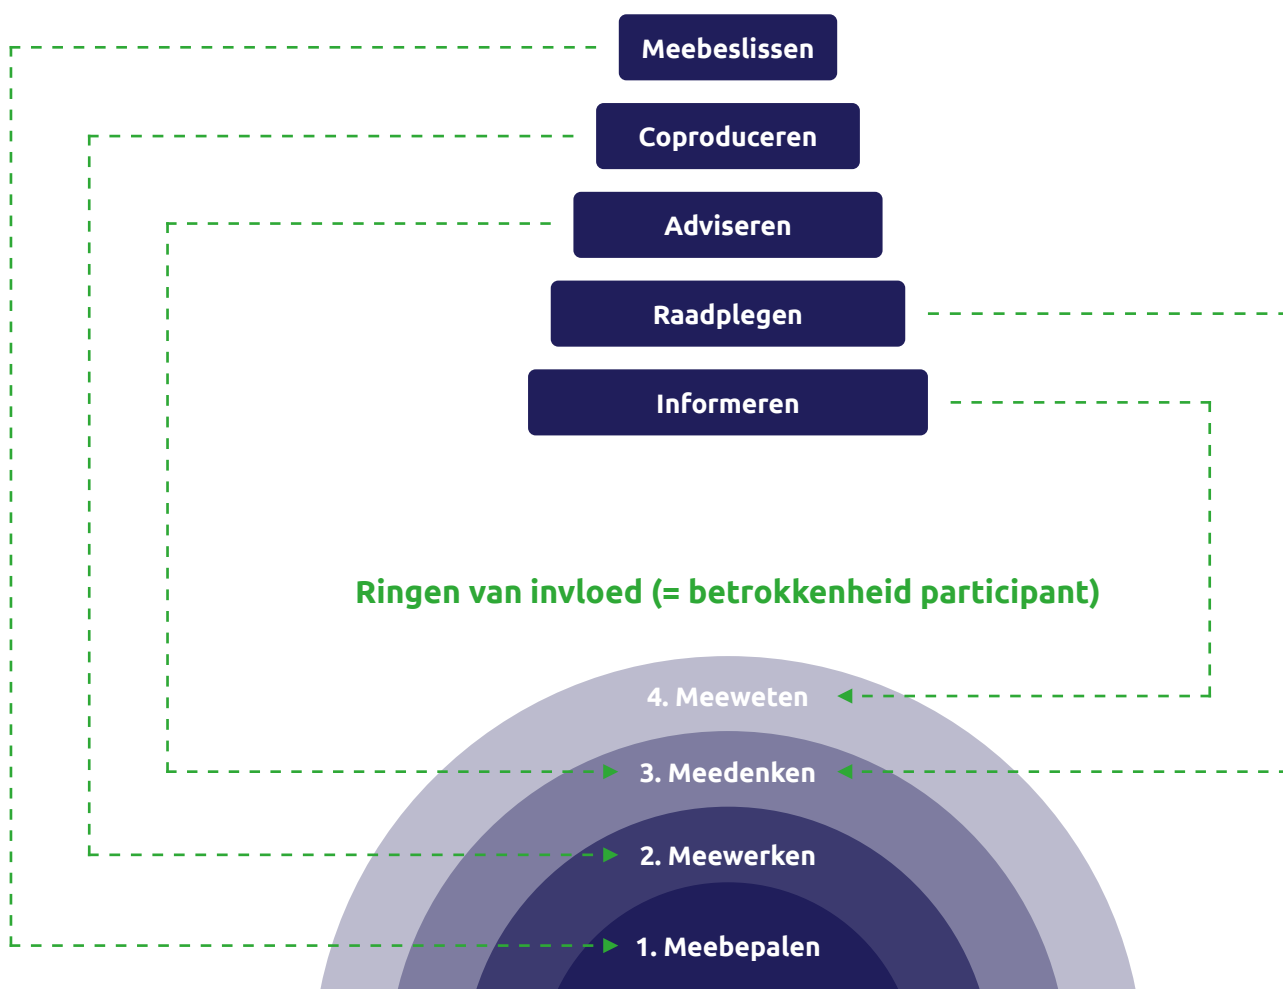 Meebeslissen
Coproduceren
Adviseren
Raadplegen
Informeren
Ringen van invloed (= betrokkenheid participant)
4. Meeweten
3. Meedenken
2. Meewerken
1. Meebepalen